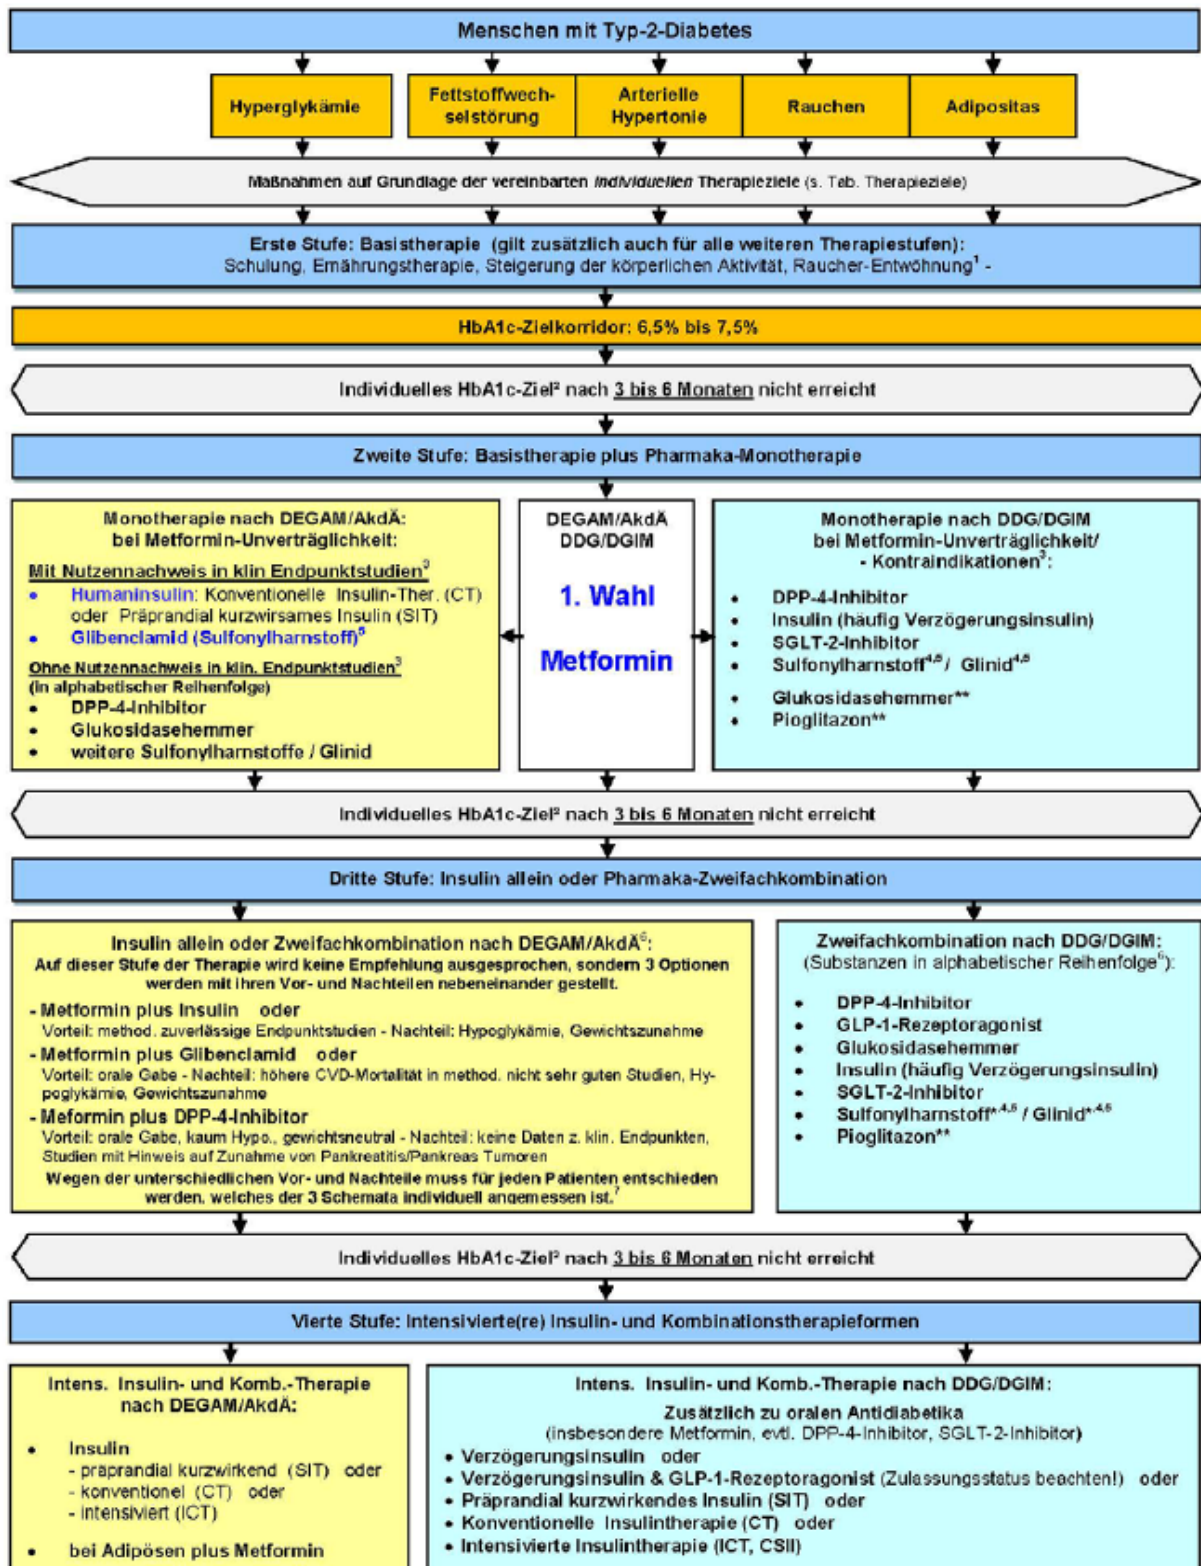 Menschen mit Typ-2-Diabetes
Hyperglykämie
Fettstoffwech-
selstörung
Arterielle
Hypertonie
Rauchen
Adipositas
Maßnahmen auf Grundlage der vereinbarten individuellen Therapieziele (s. Tab. Therapieziele)
Erste Stufe: Basistherapie (gilt zusätzlich auch für alle weiteren Therapiestufen):
Schulung, Ernährungstherapie, Steigerung der körperlichen Aktivität, Raucher-Entwöhnung¹ -
HbA1c-Zielkorridor: 6,5% bis 7,5%
Individuelles HbA1c-Ziel² nach 3 bis 6 Monaten nicht erreicht
Zweite Stufe: Basistherapie plus Pharmaka-Monotherapie
Monotherapie nach DEGAM/AkdÄ:
bei Metformin-Unverträglichkeit:
Mit Nutzennachweis in klin Endpunktstudien³
• Humaninsulin: Konventionelle Insulin-Ther. (CT)
oder Präprandial kurzwirksames Insulin (SIT)
• Glibenclamid (Sulfonylharnstoff)⁵
Ohne Nutzennachweis in klin. Endpunktstudien³
(in alphabetischer Reihenfolge)
• DPP-4-Inhibitor
• Glukosidasehemmer
• weitere Sulfonylharnstoffe / Glinid
DEGAM/AkdÄ
DDG/DGIM
1. Wahl
Metformin
Monotherapie nach DDG/DGIM
bei Metformin-Unverträglichkeit/
- Kontraindikationen³:
• DPP-4-Inhibitor
• Insulin (häufig Verzögerungsinsulin)
• SGLT-2-Inhibitor
• Sulfonylharnstoff⁴,⁵ / Glinid⁴,⁵
• Glukosidasehemmer**
• Pioglitazon**
Individuelles HbA1c-Ziel² nach 3 bis 6 Monaten nicht erreicht
Dritte Stufe: Insulin allein oder Pharmaka-Zweifachkombination
Insulin allein oder Zweifachkombination nach DEGAM/AkdÄ⁶:
Auf dieser Stufe der Therapie wird keine Empfehlung ausgesprochen, sondern 3 Optionen
werden mit ihren Vor- und Nachteilen nebeneinander gestellt.
- Metformin plus Insulin oder
Vorteil: method. zuverlässige Endpunktstudien - Nachteil: Hypoglykämie, Gewichtszunahme
- Metformin plus Glibenclamid oder
Vorteil: orale Gabe - Nachteil: höhere CVD-Mortalität in method. nicht sehr guten Studien, Hy-
poglykämie, Gewichtszunahme
- Meformin plus DPP-4-Inhibitor
Vorteil: orale Gabe, kaum Hypo., gewichtsneutral - Nachteil: keine Daten z. klin. Endpunkten,
Studien mit Hinweis auf Zunahme von Pankreatitis/Pankreas Tumoren
Wegen der unterschiedlichen Vor- und Nachteile muss für jeden Patienten entschieden
werden, welches der 3 Schemata individuell angemessen ist.⁷
Zweifachkombination nach DDG/DGIM:
(Substanzen in alphabetischer Reihenfolge⁶):
• DPP-4-Inhibitor
• GLP-1-Rezeptoragonist
• Glukosidasehemmer
• Insulin (häufig Verzögerungsinsulin)
• SGLT-2-Inhibitor
• Sulfonylharnstoff*,⁴,⁵ / Glinid*,⁴,⁵
• Pioglitazon**
Individuelles HbA1c-Ziel² nach 3 bis 6 Monaten nicht erreicht
Vierte Stufe: Intensivierte(re) Insulin- und Kombinationstherapieformen
Intens. Insulin- und Komb.-Therapie
nach DEGAM/AkdÄ:
• Insulin
- präprandial kurzwirkend (SIT) oder
- konventionel (CT) oder
- intensiviert (ICT)
• bei Adipösen plus Metformin
Intens. Insulin- und Komb.-Therapie nach DDG/DGIM:
Zusätzlich zu oralen Antidiabetika
(insbesondere Metformin, evtl. DPP-4-Inhibitor, SGLT-2-Inhibitor)
• Verzögerungsinsulin oder
• Verzögerungsinsulin & GLP-1-Rezeptoragonist (Zulassungsstatus beachten!) oder
• Präprandial kurzwirkendes Insulin (SIT) oder
• Konventionelle Insulintherapie (CT) oder
• Intensivierte Insulintherapie (ICT, CSII)